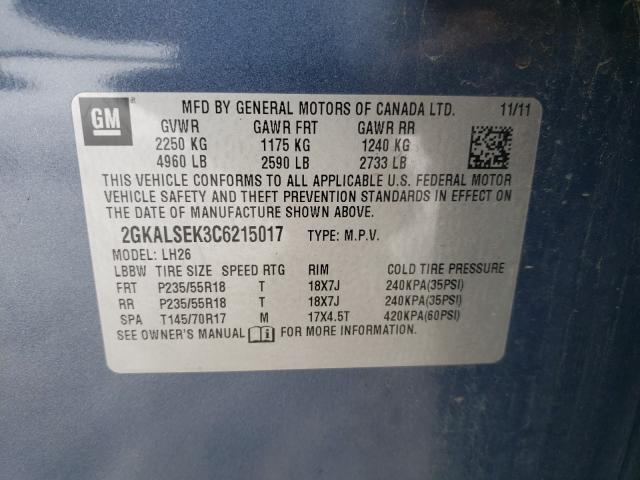 GM
MFD BY GENERAL MOTORS OF CANADA LTD. 11/11
GVWR GAWR FRT GAWR RR
2250 KG 1175 KG 1240 KG
4960 LB 2590 LB 2733 LB
THIS VEHICLE CONFORMS TO ALL APPLICABLE U.S. FEDERAL MOTOR
VEHICLE SAFETY AND THEFT PREVENTION STANDARDS IN EFFECT ON
THE DATE OF MANUFACTURE SHOWN ABOVE.
2GKALSEK3C6215017 TYPE: M.P.V.
MODEL: LH26
LBBW TIRE SIZE SPEED RTG RIM COLD TIRE PRESSURE
FRT P235/55R18 T 18X7J 240KPA(35PSI)
RR P235/55R18 T 18X7J 240KPA(35PSI)
SPA T145/70R17 M 17X4.5T 420KPA(60PSI)
SEE OWNER'S MANUAL FOR MORE INFORMATION.